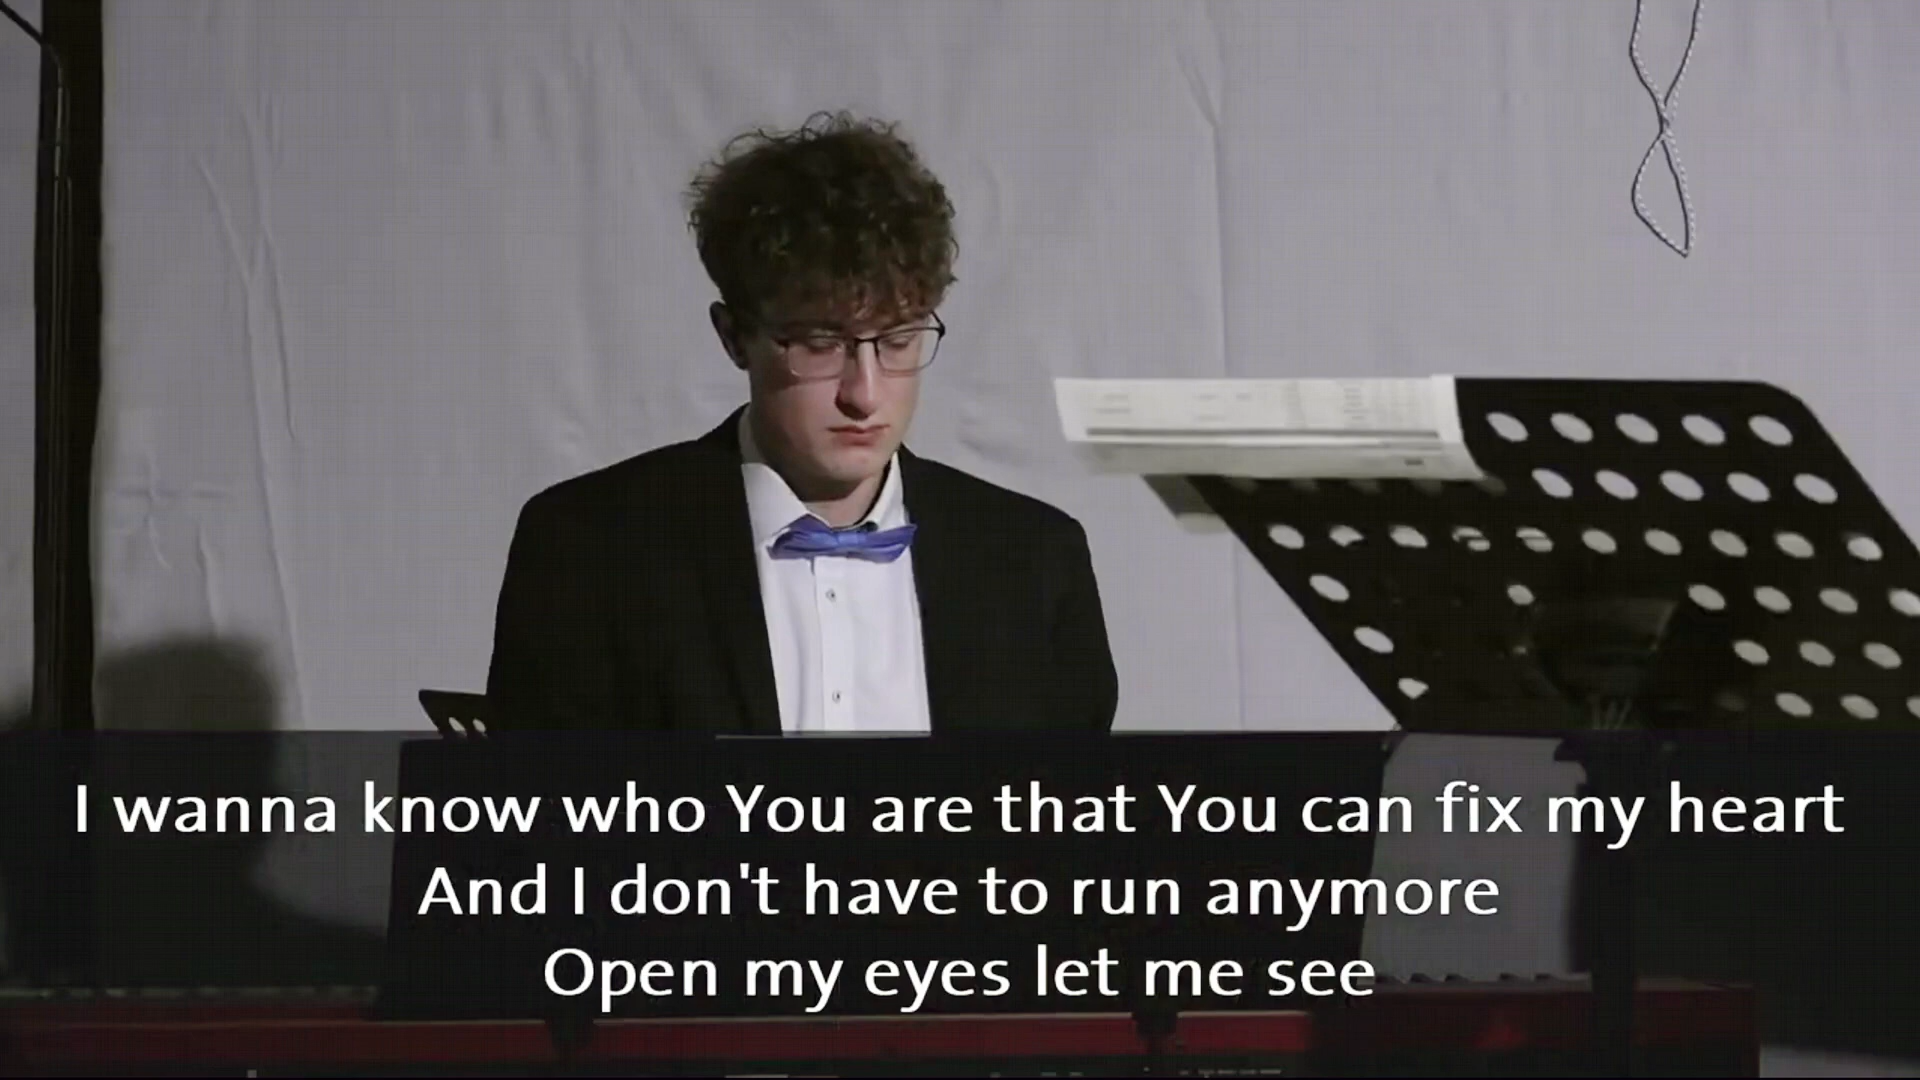 I wanna know who You are that You can fix my heart
And I don't have to run anymore
Open my eyes let me see